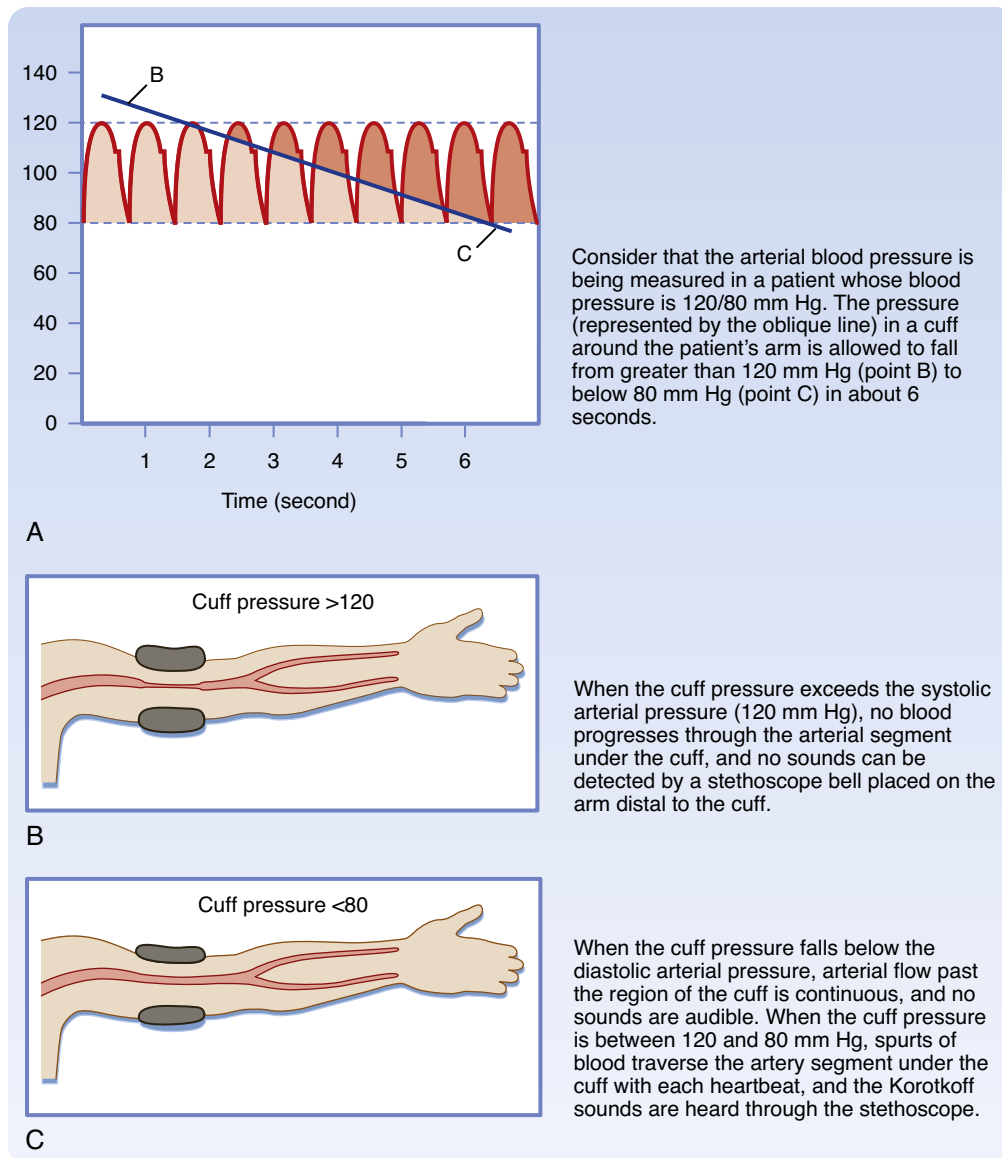 140
120
100
80
60
40
20
0
B
C
1 2 3 4 5 6
Time (second)
A
Consider that the arterial blood pressure is
being measured in a patient whose blood
pressure is 120/80 mm Hg. The pressure
(represented by the oblique line) in a cuff
around the patient’s arm is allowed to fall
from greater than 120 mm Hg (point B) to
below 80 mm Hg (point C) in about 6
seconds.
Cuff pressure >120
B
When the cuff pressure exceeds the systolic
arterial pressure (120 mm Hg), no blood
progresses through the arterial segment
under the cuff, and no sounds can be
detected by a stethoscope bell placed on the
arm distal to the cuff.
Cuff pressure <80
C
When the cuff pressure falls below the
diastolic arterial pressure, arterial flow past
the region of the cuff is continuous, and no
sounds are audible. When the cuff pressure
is between 120 and 80 mm Hg, spurts of
blood traverse the artery segment under the
cuff with each heartbeat, and the Korotkoff
sounds are heard through the stethoscope.